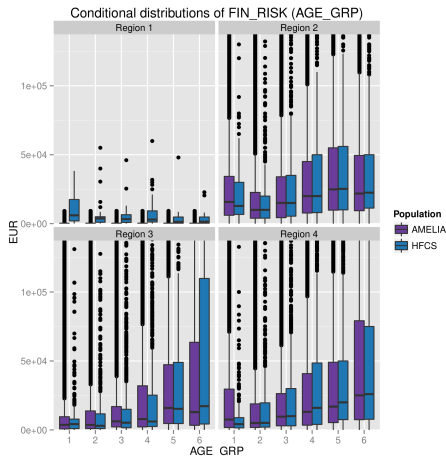 Conditional distributions of FIN_RISK (AGE_GRP)
Region 1
Region 2
1e+05
5e+04
0e+00
EUR
Population
AMELIA
HFCS
Region 3
Region 4
1e+05
5e+04
0e+00
1 2 3 4 5 6 1 2 3 4 5 6
AGE_GRP